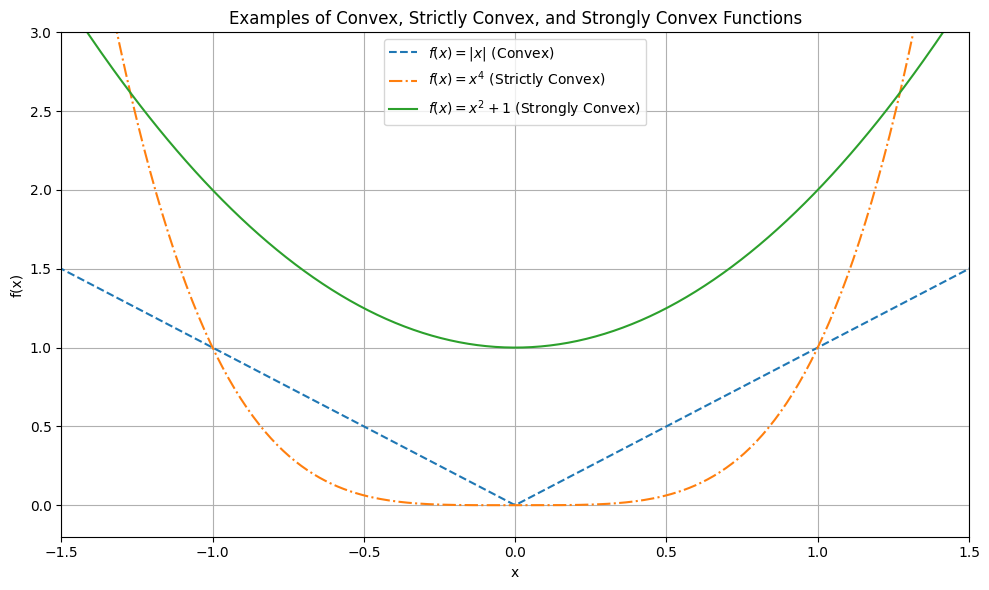 Examples of Convex, Strictly Convex, and Strongly Convex Functions
f(x) = |x| (Convex)
f(x) = x⁴ (Strictly Convex)
f(x) = x² + 1 (Strongly Convex)
3.0
2.5
2.0
1.5
1.0
0.5
0.0
f(x)
−1.5 −1.0 −0.5 0.0 0.5 1.0 1.5
x